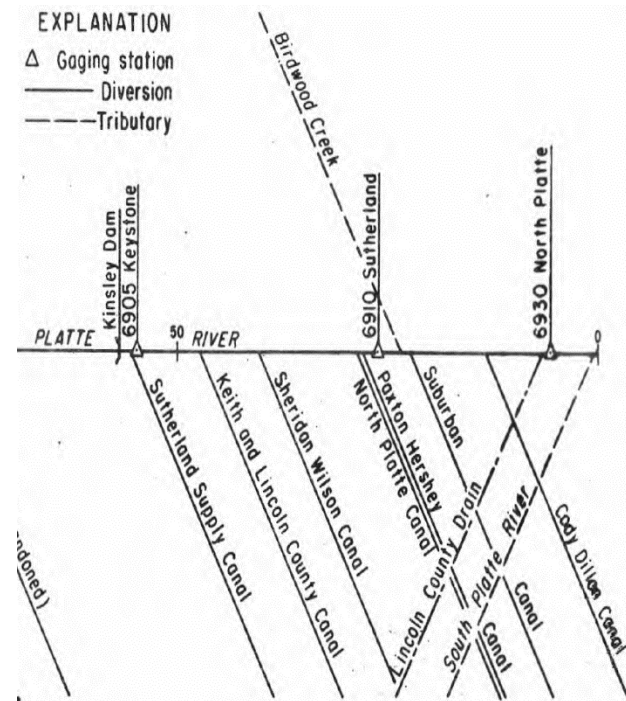 EXPLANATION
Gaging station
Diversion
Tributary
Birdwood Creek
Kinsley Dam
6905 Keystone
6910 Sutherland
6930 North Platte
PLATTE
50
RIVER
0
Sutherland Supply Canal
Keith and Lincoln County Canal
Sheridan Wilson Canal
North Platte Canal
Paxton Hershey Canal
Suburban Canal
Lincoln County Drain
South Platte River
Cody Dillon Canal
ndoned)